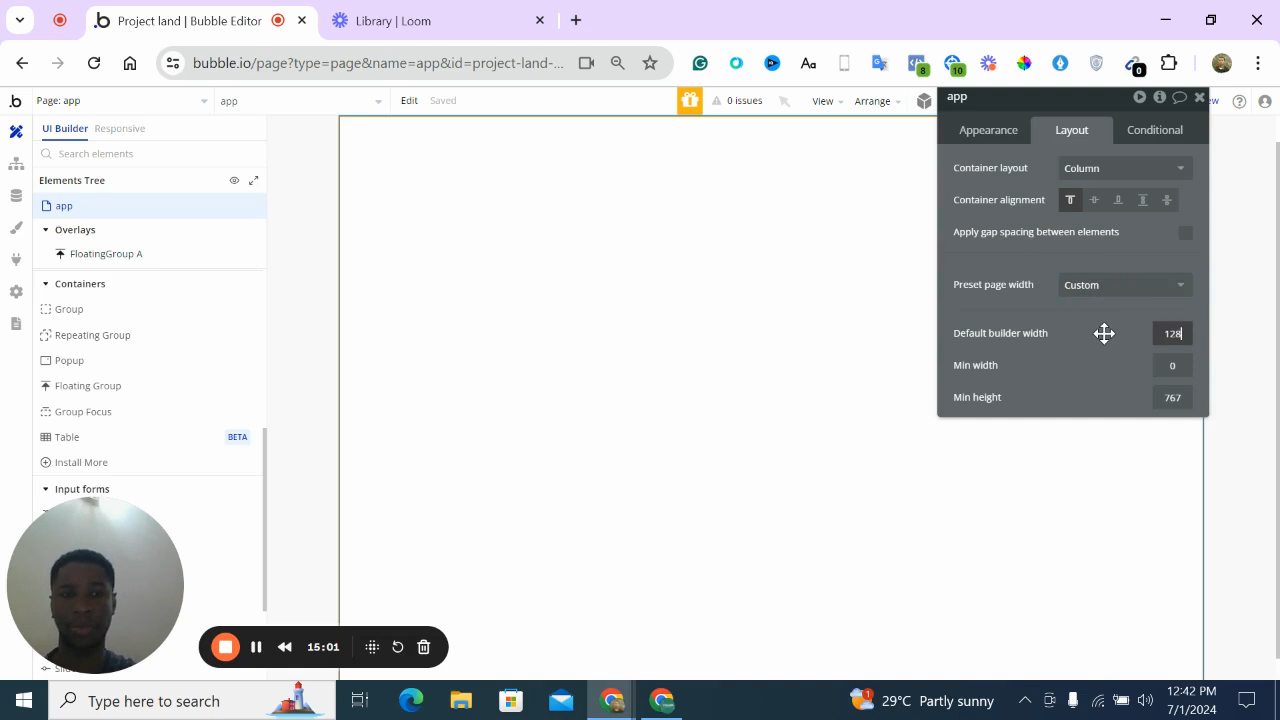 Project land | Bubble Editor
Library | Loom
bubble.io/page?type=page&name=app&id=project-land-...
8
10
0
Page: app
app
Edit
Saved
0 issues
View
Arrange
UI Builder
Responsive
Search elements
Elements Tree
app
Overlays
FloatingGroup A
Containers
Group
Repeating Group
Popup
Floating Group
Group Focus
Table
BETA
Install More
Input forms
app
Appearance
Layout
Conditional
Container layout
Column
Container alignment
Apply gap spacing between elements
Preset page width
Custom
Default builder width
128
Min width
0
Min height
767
15:01
Type here to search
1
29°C Partly sunny
12:42 PM
7/1/2024